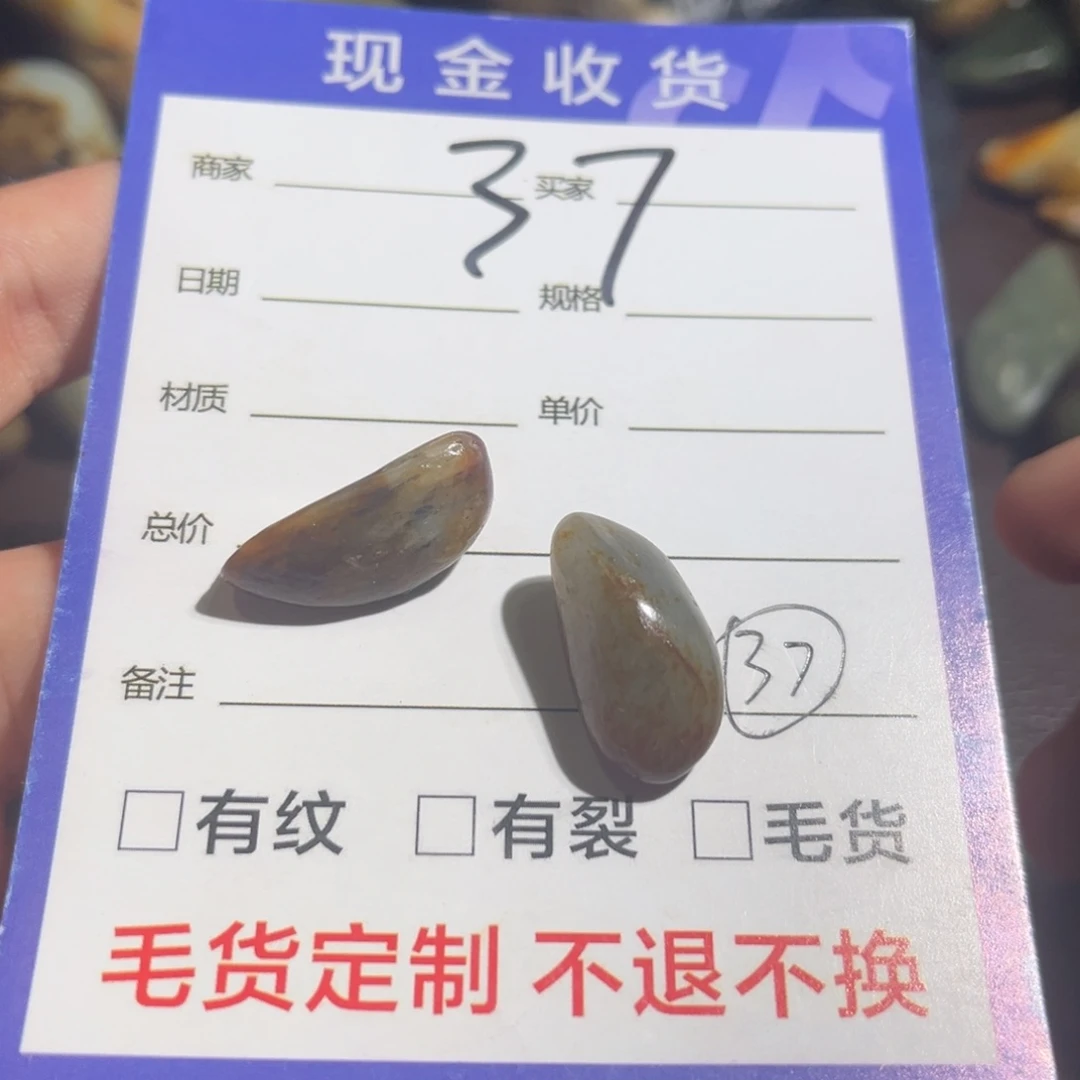 现金收货
37
商家 买家
日期 规格
材质 单价
总价
备注
37
有纹 有裂 毛货
毛货定制 不退不换